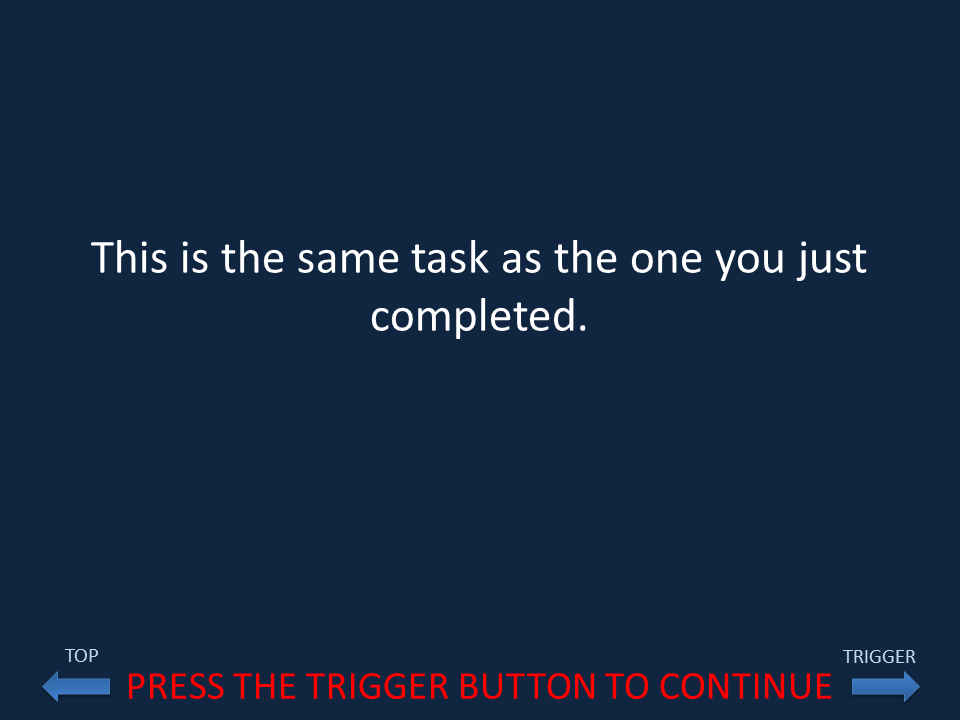 This is the same task as the one you just
completed.
TOP
TRIGGER
PRESS THE TRIGGER BUTTON TO CONTINUE